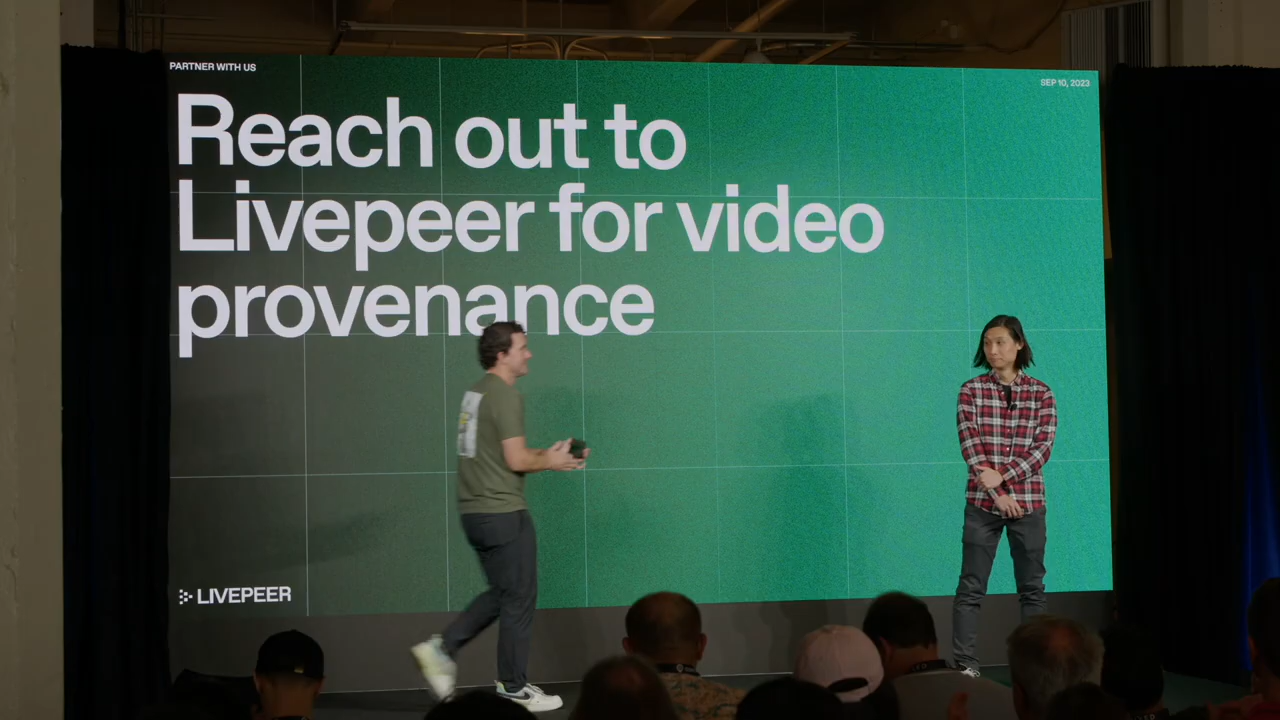 PARTNER WITH US
SEP 10, 2023
Reach out to
Livepeer for video
provenance
LIVEPEER